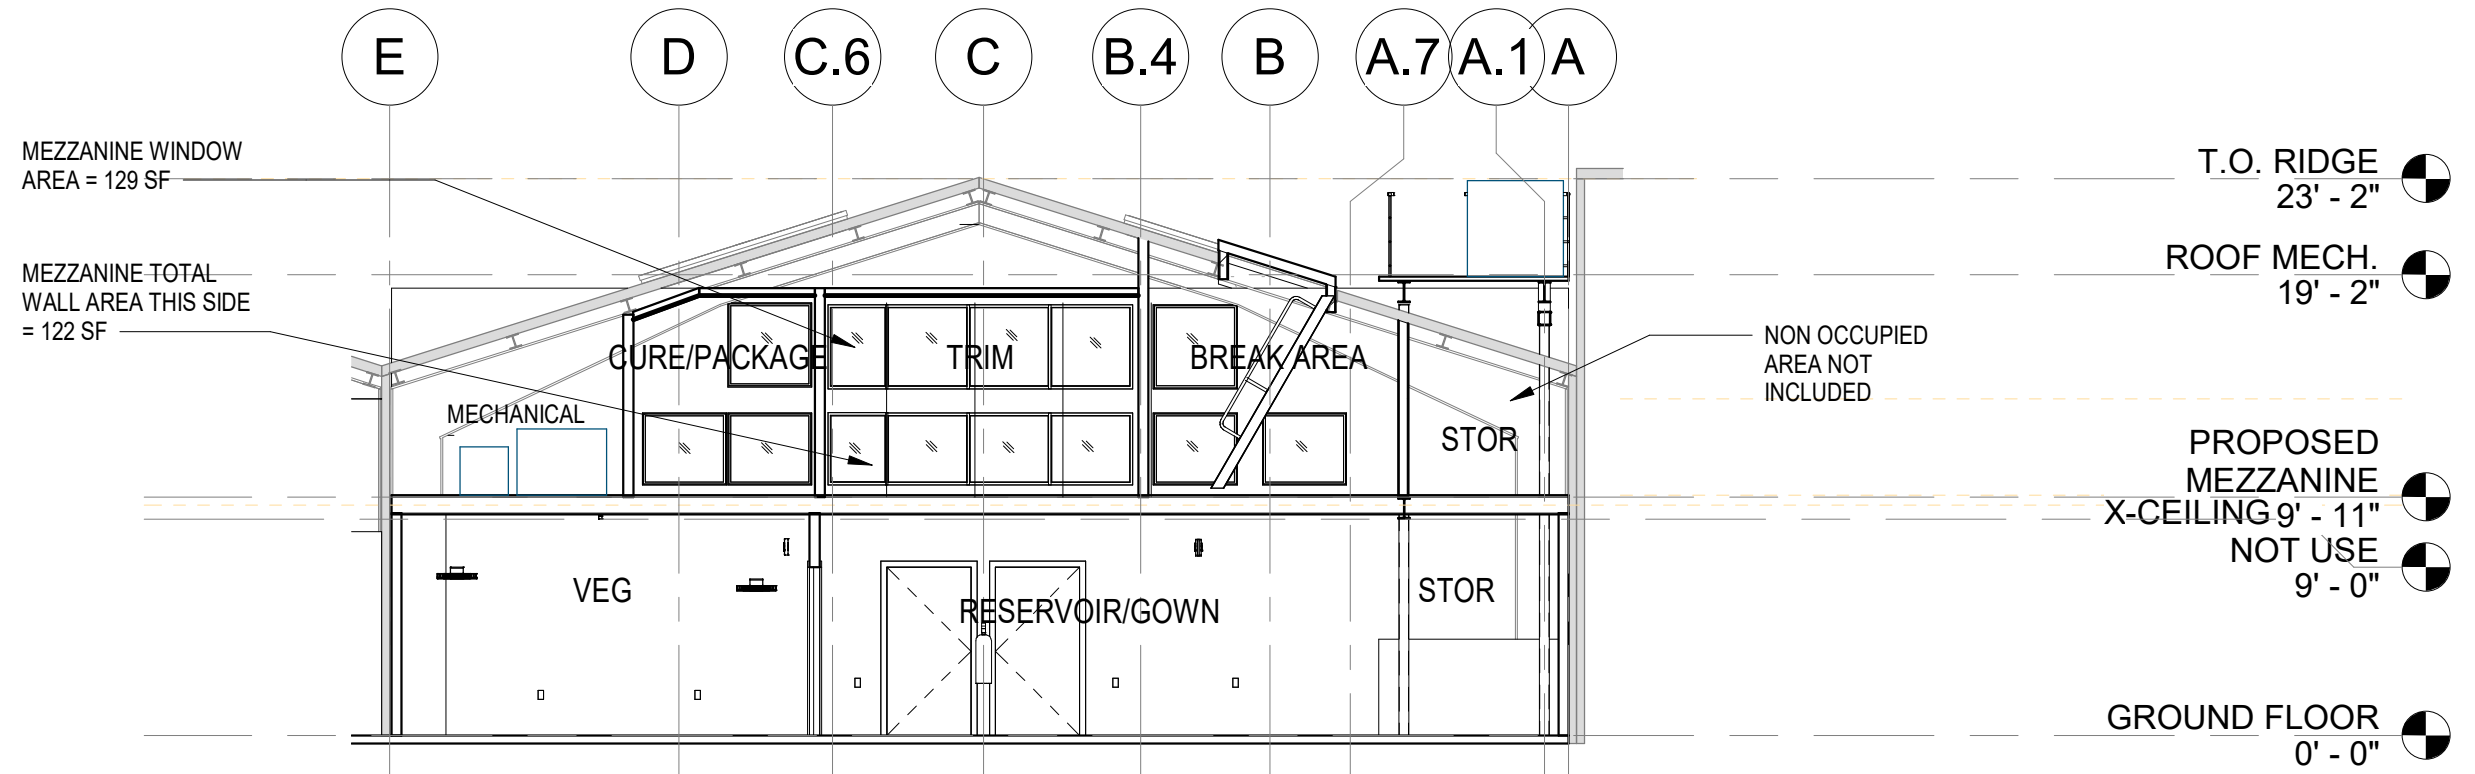 E
D
C.6
C
B.4
B
A.7
A.1
A
MEZZANINE WINDOW
AREA = 129 SF
MEZZANINE TOTAL
WALL AREA THIS SIDE
= 122 SF
T.O. RIDGE
23' - 2"
ROOF MECH.
19' - 2"
NON OCCUPIED
AREA NOT
INCLUDED
CURE/PACKAGE
TRIM
BREAK AREA
MECHANICAL
STOR
PROPOSED
MEZZANINE
9' - 11"
X-CEILING
NOT USE
9' - 0"
VEG
RESERVOIR/GOWN
STOR
GROUND FLOOR
0' - 0"